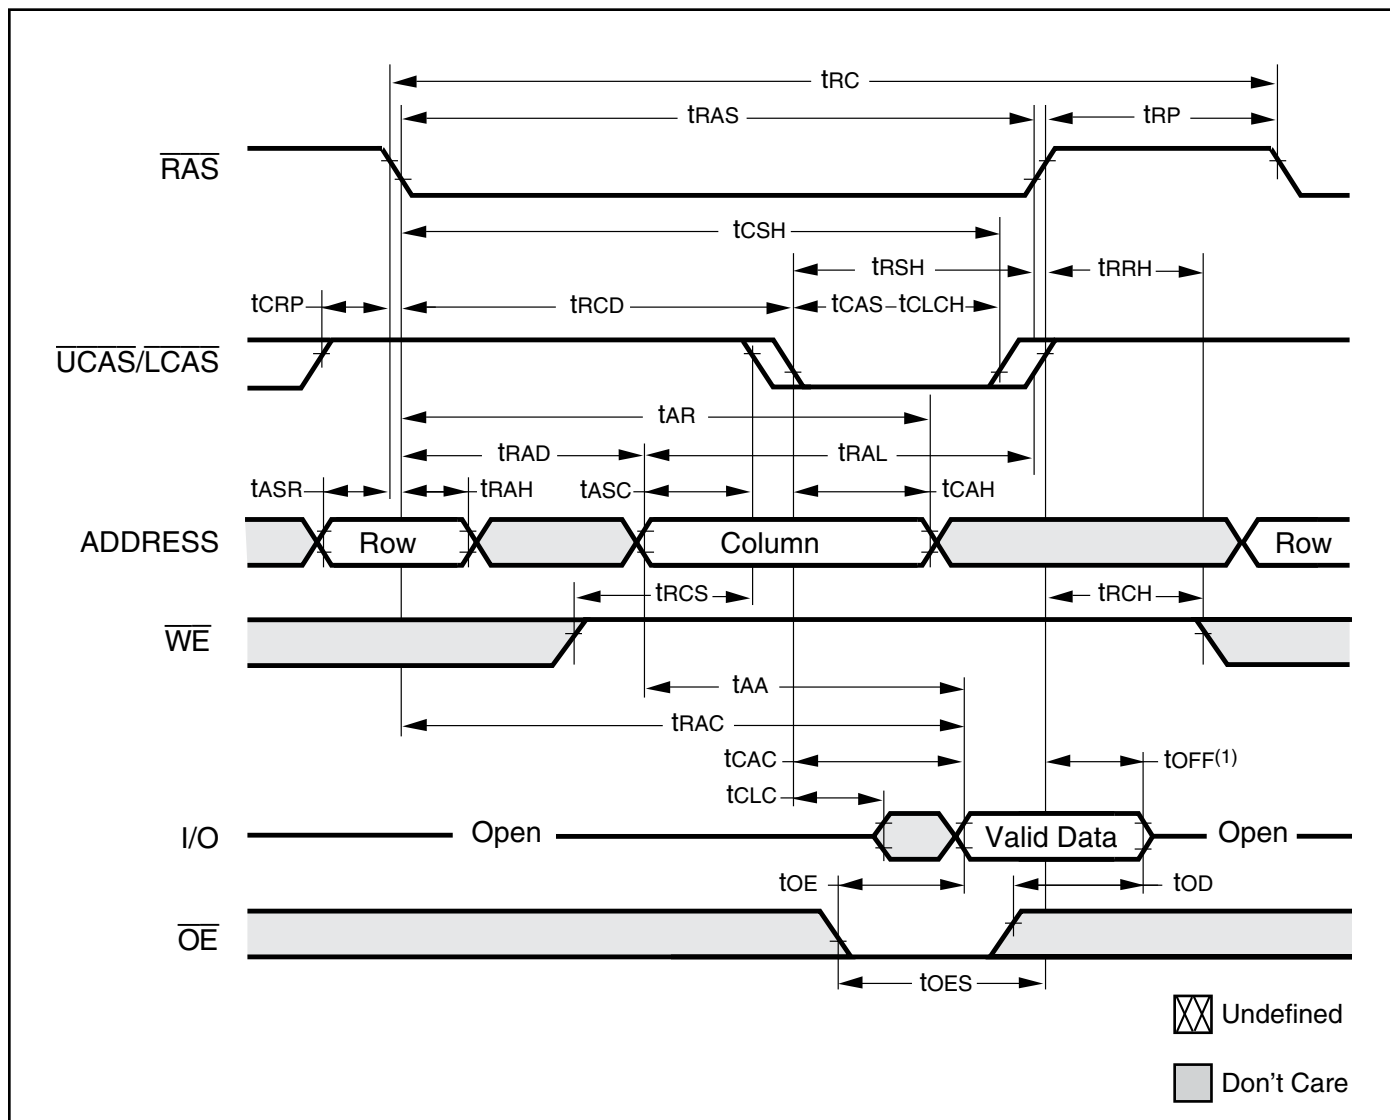 tRC
tRAS tRP
RAS
tCSH
tRSH tRRH
tCRP tRCD tCAS tCLCH
UCAS/LCAS
tAR
tRAD tRAL
tASR tRAH tASC tCAH
ADDRESS Row Column Row
tRCS tRCH
WE
tAA
tRAC
tCAC tOFF(1)
tCLC
I/O Open Valid Data Open
tOE tOD
OE
tOES
Undefined
Don't Care